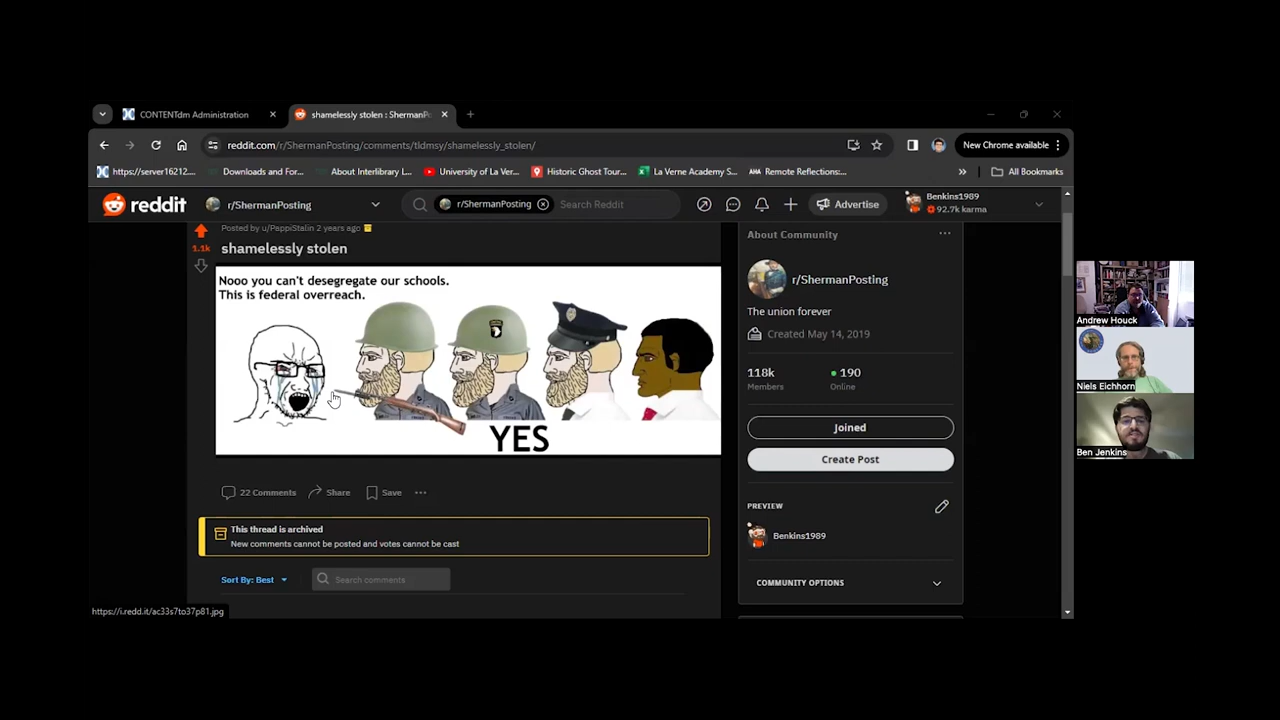 CONTENTdm Administration
shamelessly stolen : ShermanPo
reddit.com/r/ShermanPosting/comments/tldmsy/shamelessly_stolen/
New Chrome available
https://server16212...
Downloads and For...
About Interlibrary L...
University of La Ver...
Historic Ghost Tour...
La Verne Academy S...
AHA
Remote Reflections:...
»
All Bookmarks
reddit
r/ShermanPosting
r/ShermanPosting
Search Reddit
Advertise
Benkins1989
92.7k karma
Posted by u/PappiStalin 2 years ago
1.1k
shamelessly stolen
Nooo you can't desegregate our schools.
This is federal overreach.
YES
22 Comments
Share
Save
This thread is archived
New comments cannot be posted and votes cannot be cast
Sort By: Best
Search comments
https://i.redd.it/ac33s7to37p81.jpg
About Community
r/ShermanPosting
The union forever
Created May 14, 2019
118k
190
Members
Online
Joined
Create Post
PREVIEW
Benkins1989
COMMUNITY OPTIONS
Andrew Houck
Niels Eichhorn
Ben Jenkins